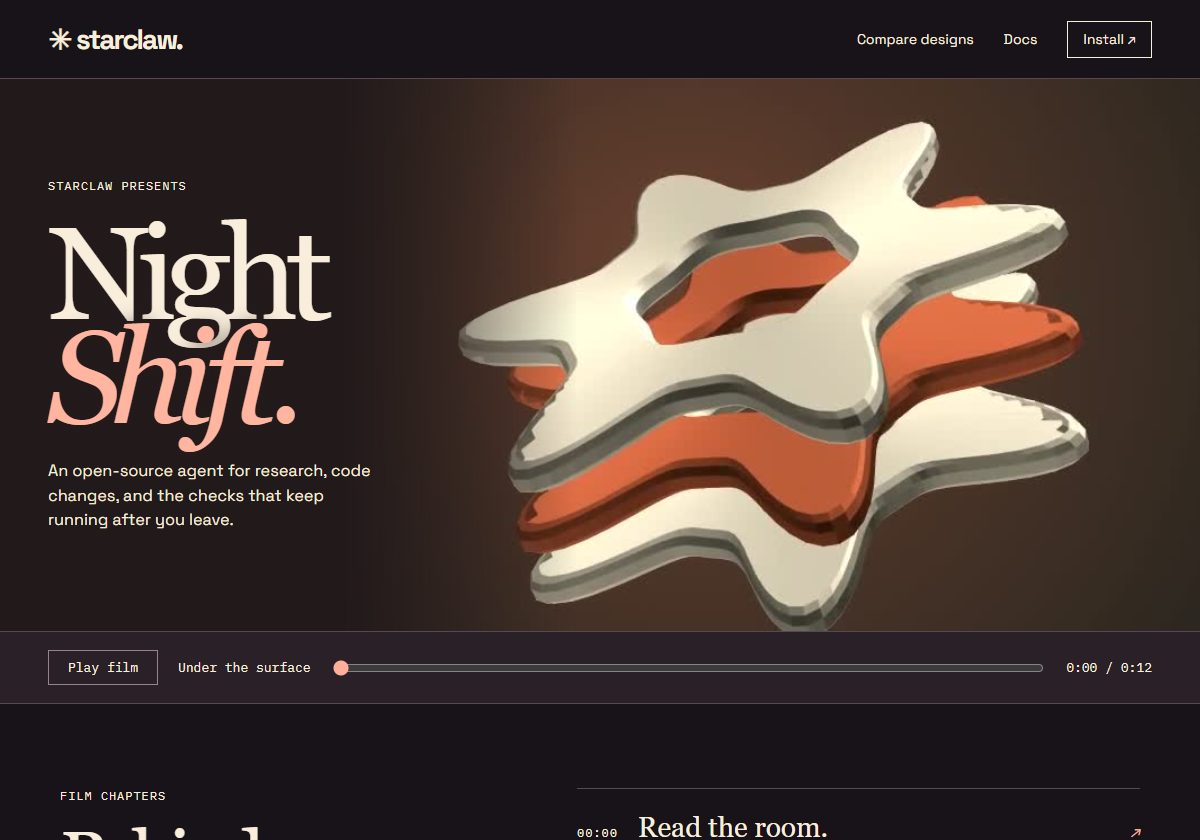 starclaw.
Compare designs
Docs
Install ↗
STARCLAW PRESENTS
Night
Shift.
An open-source agent for research, code
changes, and the checks that keep
running after you leave.
Play film
Under the surface
0:00 / 0:12
FILM CHAPTERS
00:00
Read the room.
↗